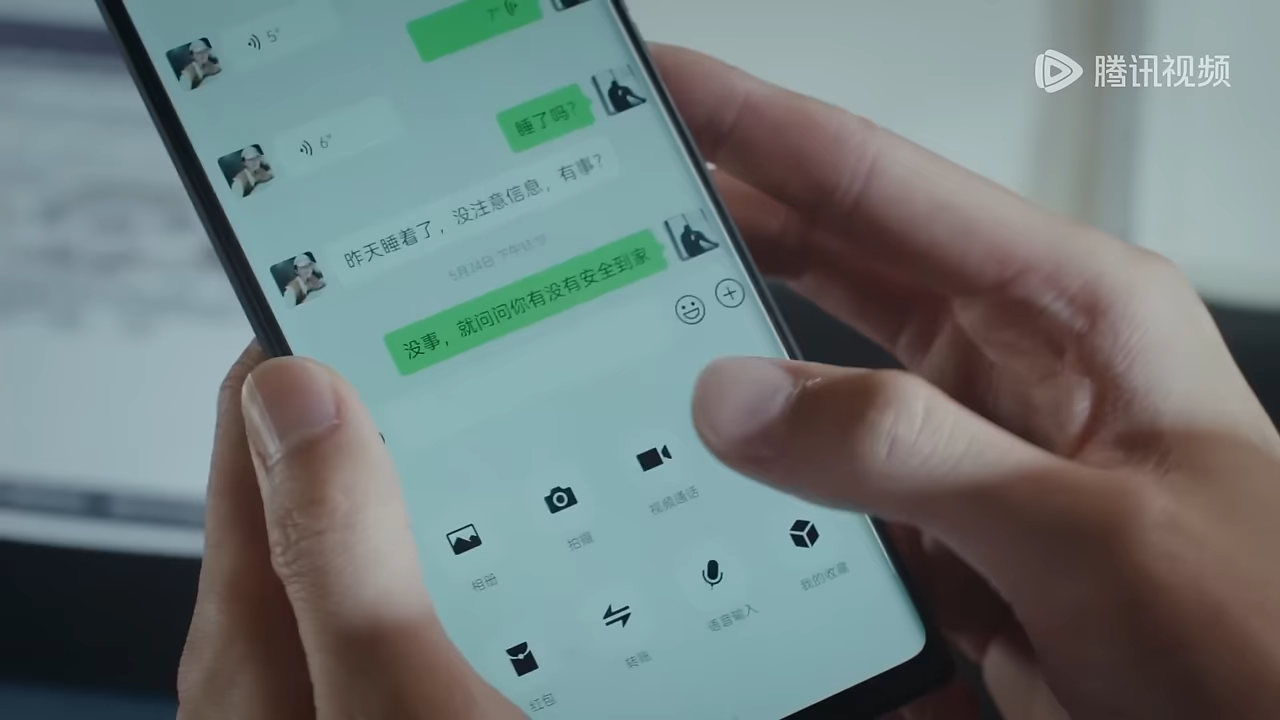 腾讯视频
5"
7"
睡了吗?
6"
昨天睡着了，没注意信息，有事?
没事，就问问你有没有安全到家
相册
拍摄
视频通话
红包
转账
语音输入
我的收藏